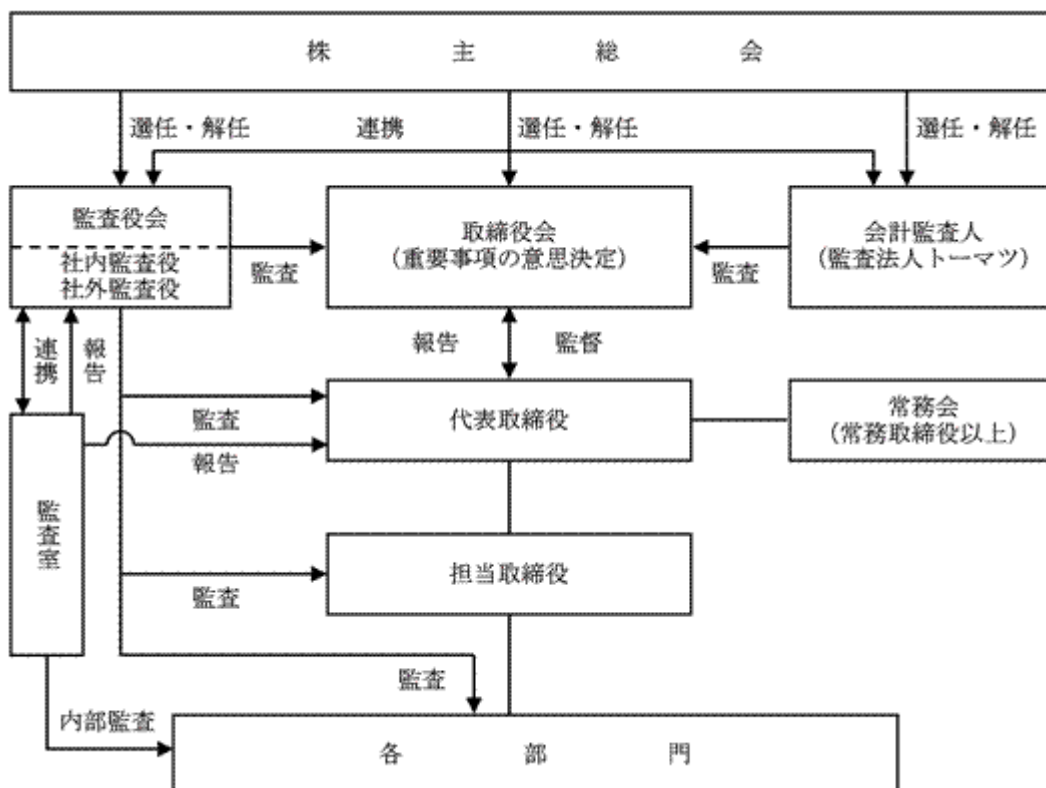 株主総会
選任・解任
連携
選任・解任
選任・解任
監査役会
社内監査役
社外監査役
監査
取締役会
(重要事項の意思決定)
監査
会計監査人
(監査法人トーマツ)
連携
報告
報告
監督
監査
代表取締役
常務会
(常務取締役以上)
報告
監査室
監査
担当取締役
監査
内部監査
各部門